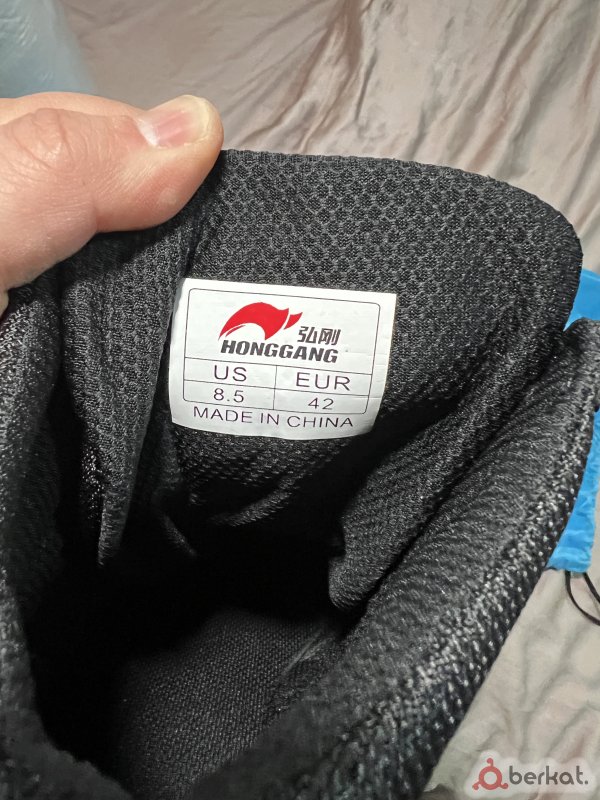 弘刚
HONGGANG
US EUR
8.5 42
MADE IN CHINA
berkat.